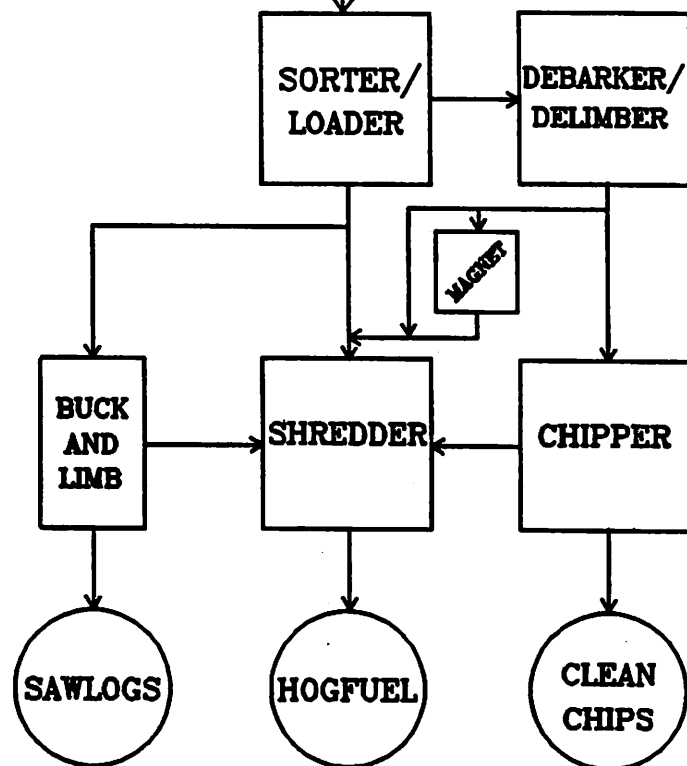 SORTER/
LOADER
DEBARKER/
DELIMBER
MAGNET
BUCK
AND
LIMB
SHREDDER
CHIPPER
SAWLOGS
HOGFUEL
CLEAN
CHIPS